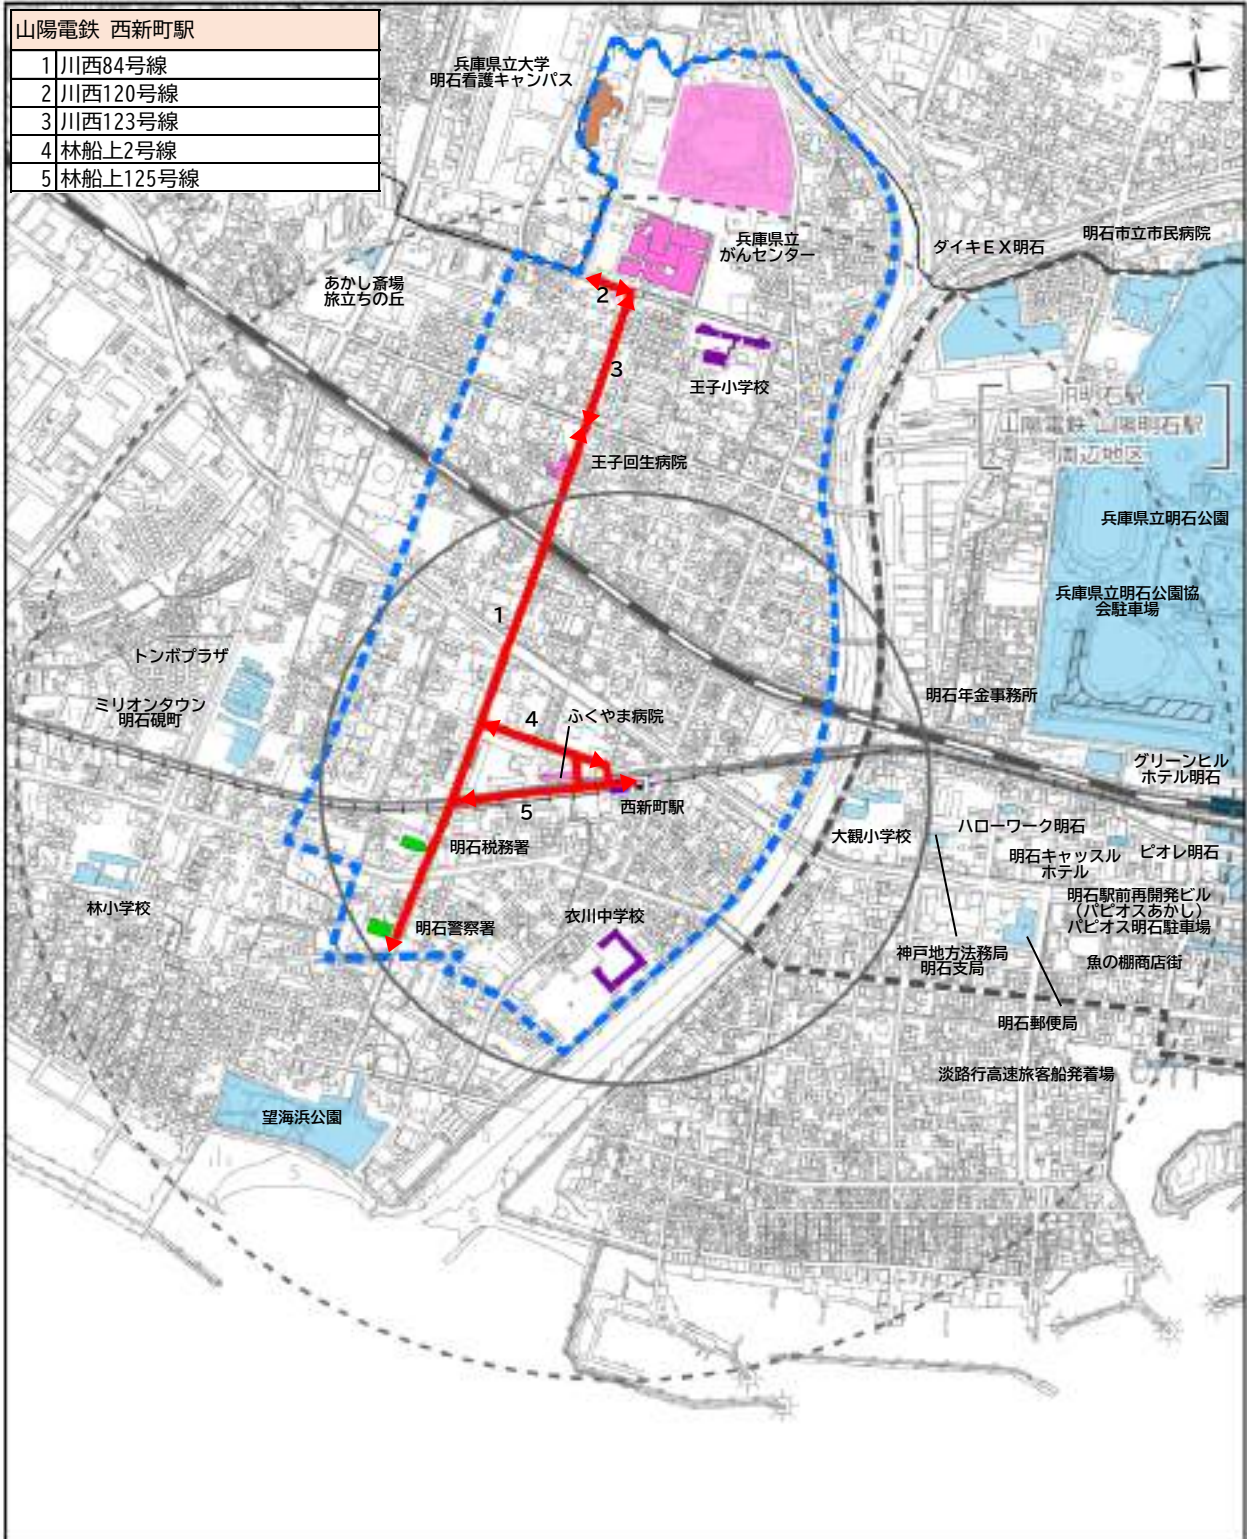 山陽電鉄 西新町駅
1 川西84号線
2 川西120号線
3 川西123号線
4 林船上2号線
5 林船上125号線
N
兵庫県立大学
明石看護キャンパス
兵庫県立
がんセンター
ダイキEX明石
明石市立市民病院
あかし斎場
旅立ちの丘
2
3
王子小学校
山陽電鉄 山陽明石駅
周辺地区
王子回生病院
兵庫県立明石公園
兵庫県立明石公園協
会駐車場
1
トンボプラザ
ミリオンタウン
明石硯町
明石年金事務所
4
ふくやま病院
グリーンヒル
ホテル明石
5
西新町駅
大観小学校
ハローワーク明石
明石税務署
明石キャッスル
ホテル
ピオレ明石
林小学校
明石警察署
衣川中学校
明石駅前再開発ビル
(パピオスあかし)
パピオス明石駐車場
神戸地方法務局
明石支局
魚の棚商店街
明石郵便局
淡路行高速旅客船発着場
望海浜公園